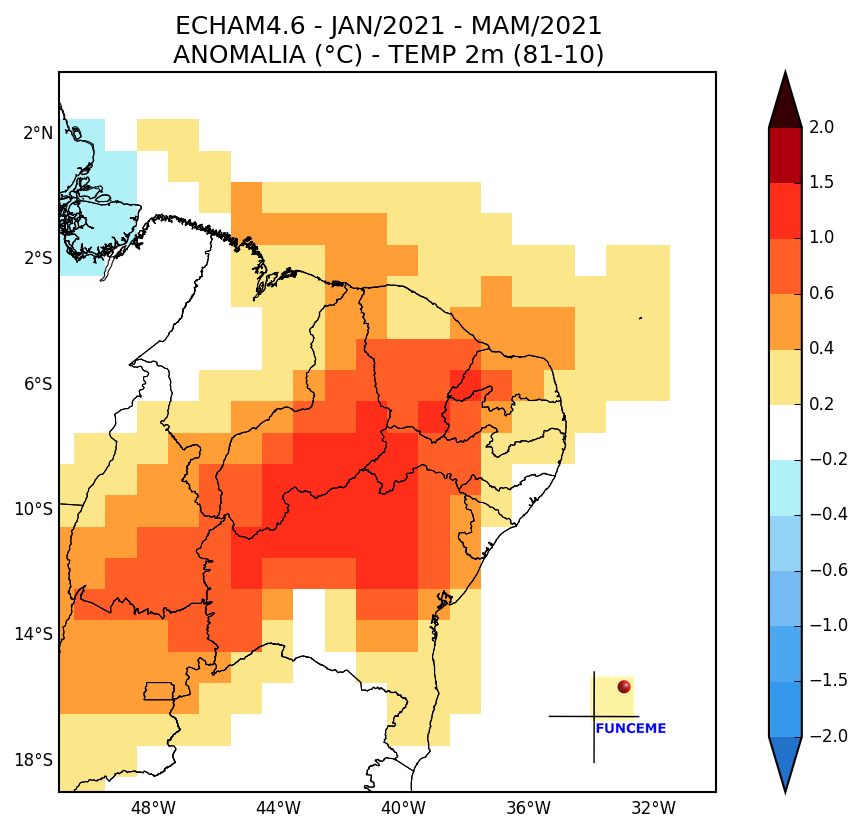 ECHAM4.6 - JAN/2021 - MAM/2021
ANOMALIA (°C) - TEMP 2m (81-10)
2°N
2°S
6°S
10°S
14°S
18°S
48°W
44°W
40°W
36°W
32°W
2.0
1.5
1.0
0.6
0.4
0.2
−0.2
−0.4
−0.6
−1.0
−1.5
−2.0
FUNCEME